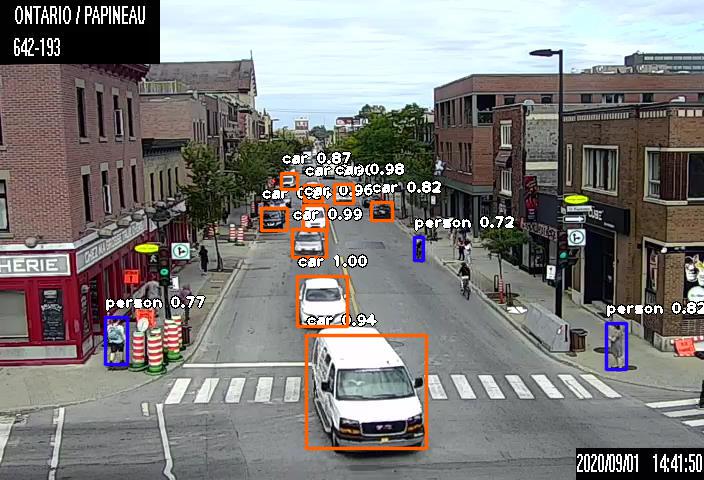 ONTARIO / PAPINEAU
642-193
car 0.87
car 0.98
car 0.96
car 0.82
car 0.99
person 0.72
CHERIE
car 1.00
person 0.77
car 0.94
person 0.82
2020/09/01 14:41:50